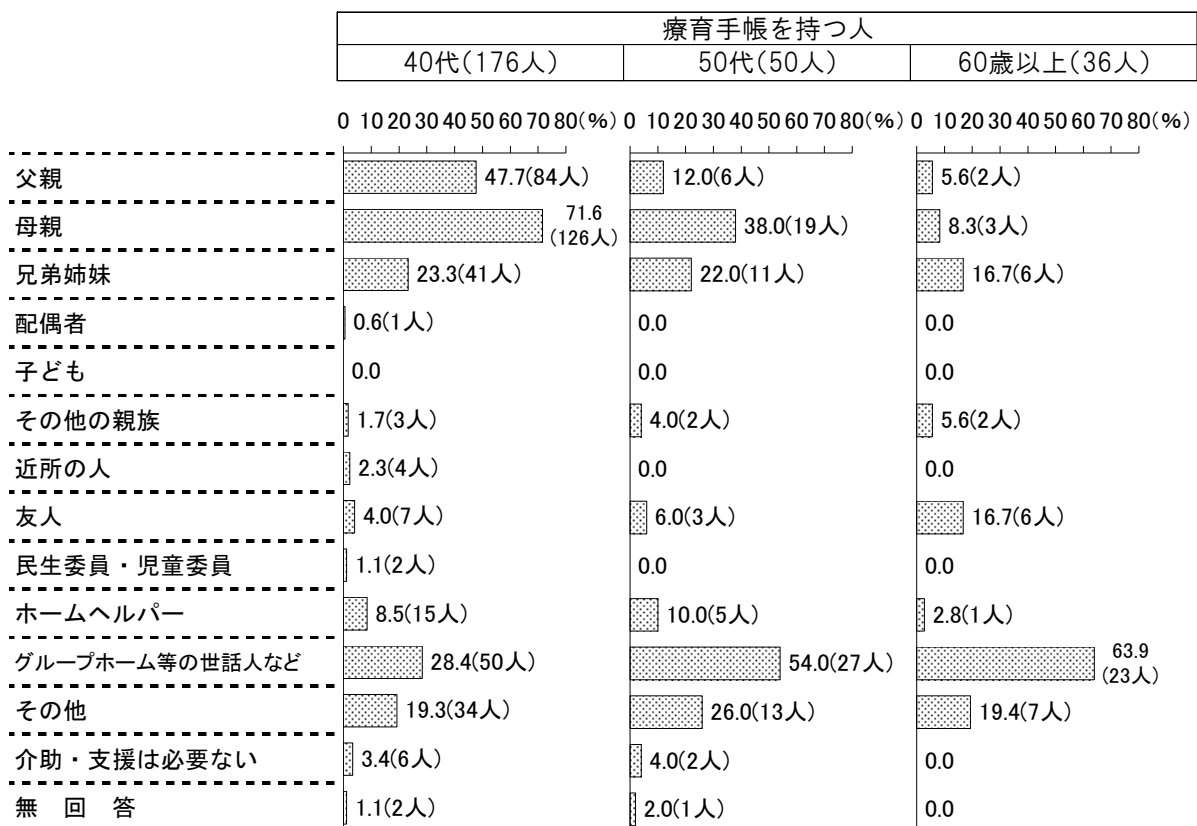 療育手帳を持つ人
40代(176人) 50代(50人) 60歳以上(36人)
0 10 20 30 40 50 60 70 80(%) 0 10 20 30 40 50 60 70 80(%) 0 10 20 30 40 50 60 70 80(%)
父親 47.7(84人) 12.0(6人) 5.6(2人)
母親 71.6(126人) 38.0(19人) 8.3(3人)
兄弟姉妹 23.3(41人) 22.0(11人) 16.7(6人)
配偶者 0.6(1人) 0.0 0.0
子ども 0.0 0.0 0.0
その他の親族 1.7(3人) 4.0(2人) 5.6(2人)
近所の人 2.3(4人) 0.0 0.0
友人 4.0(7人) 6.0(3人) 16.7(6人)
民生委員・児童委員 1.1(2人) 0.0 0.0
ホームヘルパー 8.5(15人) 10.0(5人) 2.8(1人)
グループホーム等の世話人など 28.4(50人) 54.0(27人) 63.9(23人)
その他 19.3(34人) 26.0(13人) 19.4(7人)
介助・支援は必要ない 3.4(6人) 4.0(2人) 0.0
無 回 答 1.1(2人) 2.0(1人) 0.0